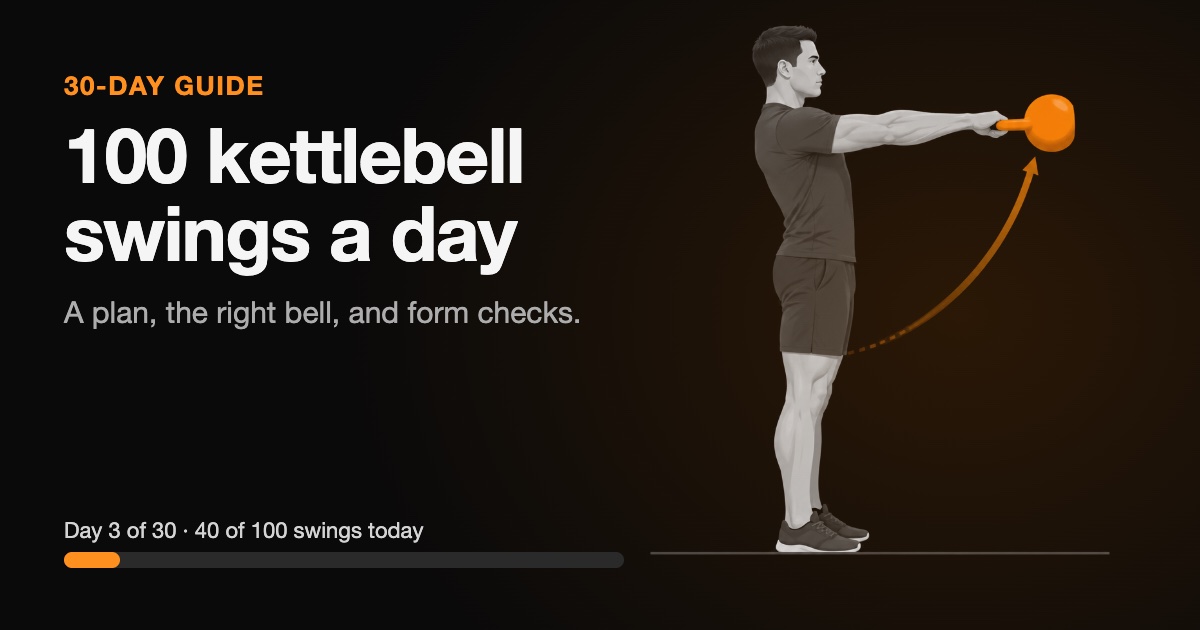 30-DAY GUIDE
100 kettlebell
swings a day
A plan, the right bell, and form checks.
Day 3 of 30 · 40 of 100 swings today